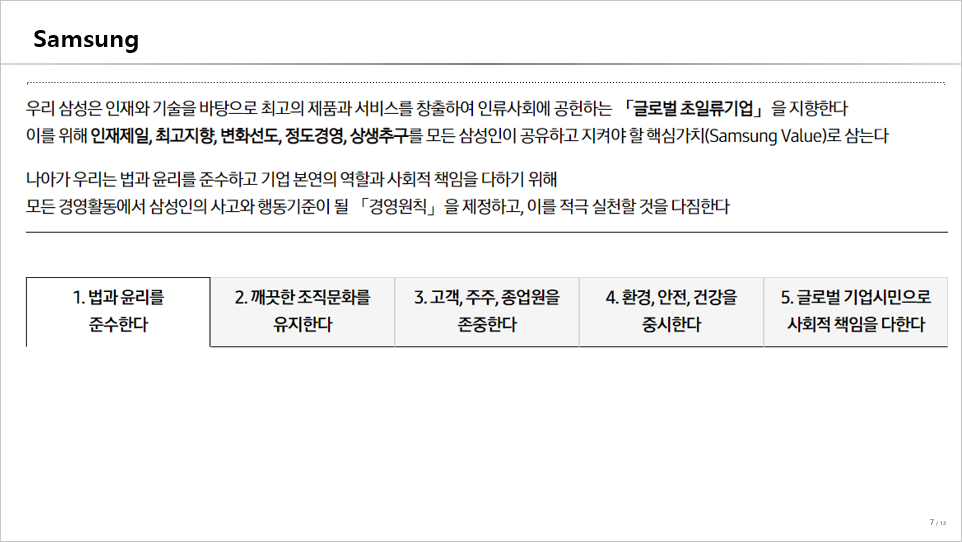 Samsung
우리 삼성은 인재와 기술을 바탕으로 최고의 제품과 서비스를 창출하여 인류사회에 공헌하는 「글로벌 초일류기업」을 지향한다
이를 위해 인재제일, 최고지향, 변화선도, 정도경영, 상생추구를 모든 삼성인이 공유하고 지켜야 할 핵심가치(Samsung Value)로 삼는다
나아가 우리는 법과 윤리를 준수하고 기업 본연의 역할과 사회적 책임을 다하기 위해
모든 경영활동에서 삼성인의 사고와 행동기준이 될 「경영원칙」을 제정하고, 이를 적극 실천할 것을 다짐한다
1. 법과 윤리를
준수한다
2. 깨끗한 조직문화를
유지한다
3. 고객, 주주, 종업원을
존중한다
4. 환경, 안전, 건강을
중시한다
5. 글로벌 기업시민으로
사회적 책임을 다한다
7 / 13